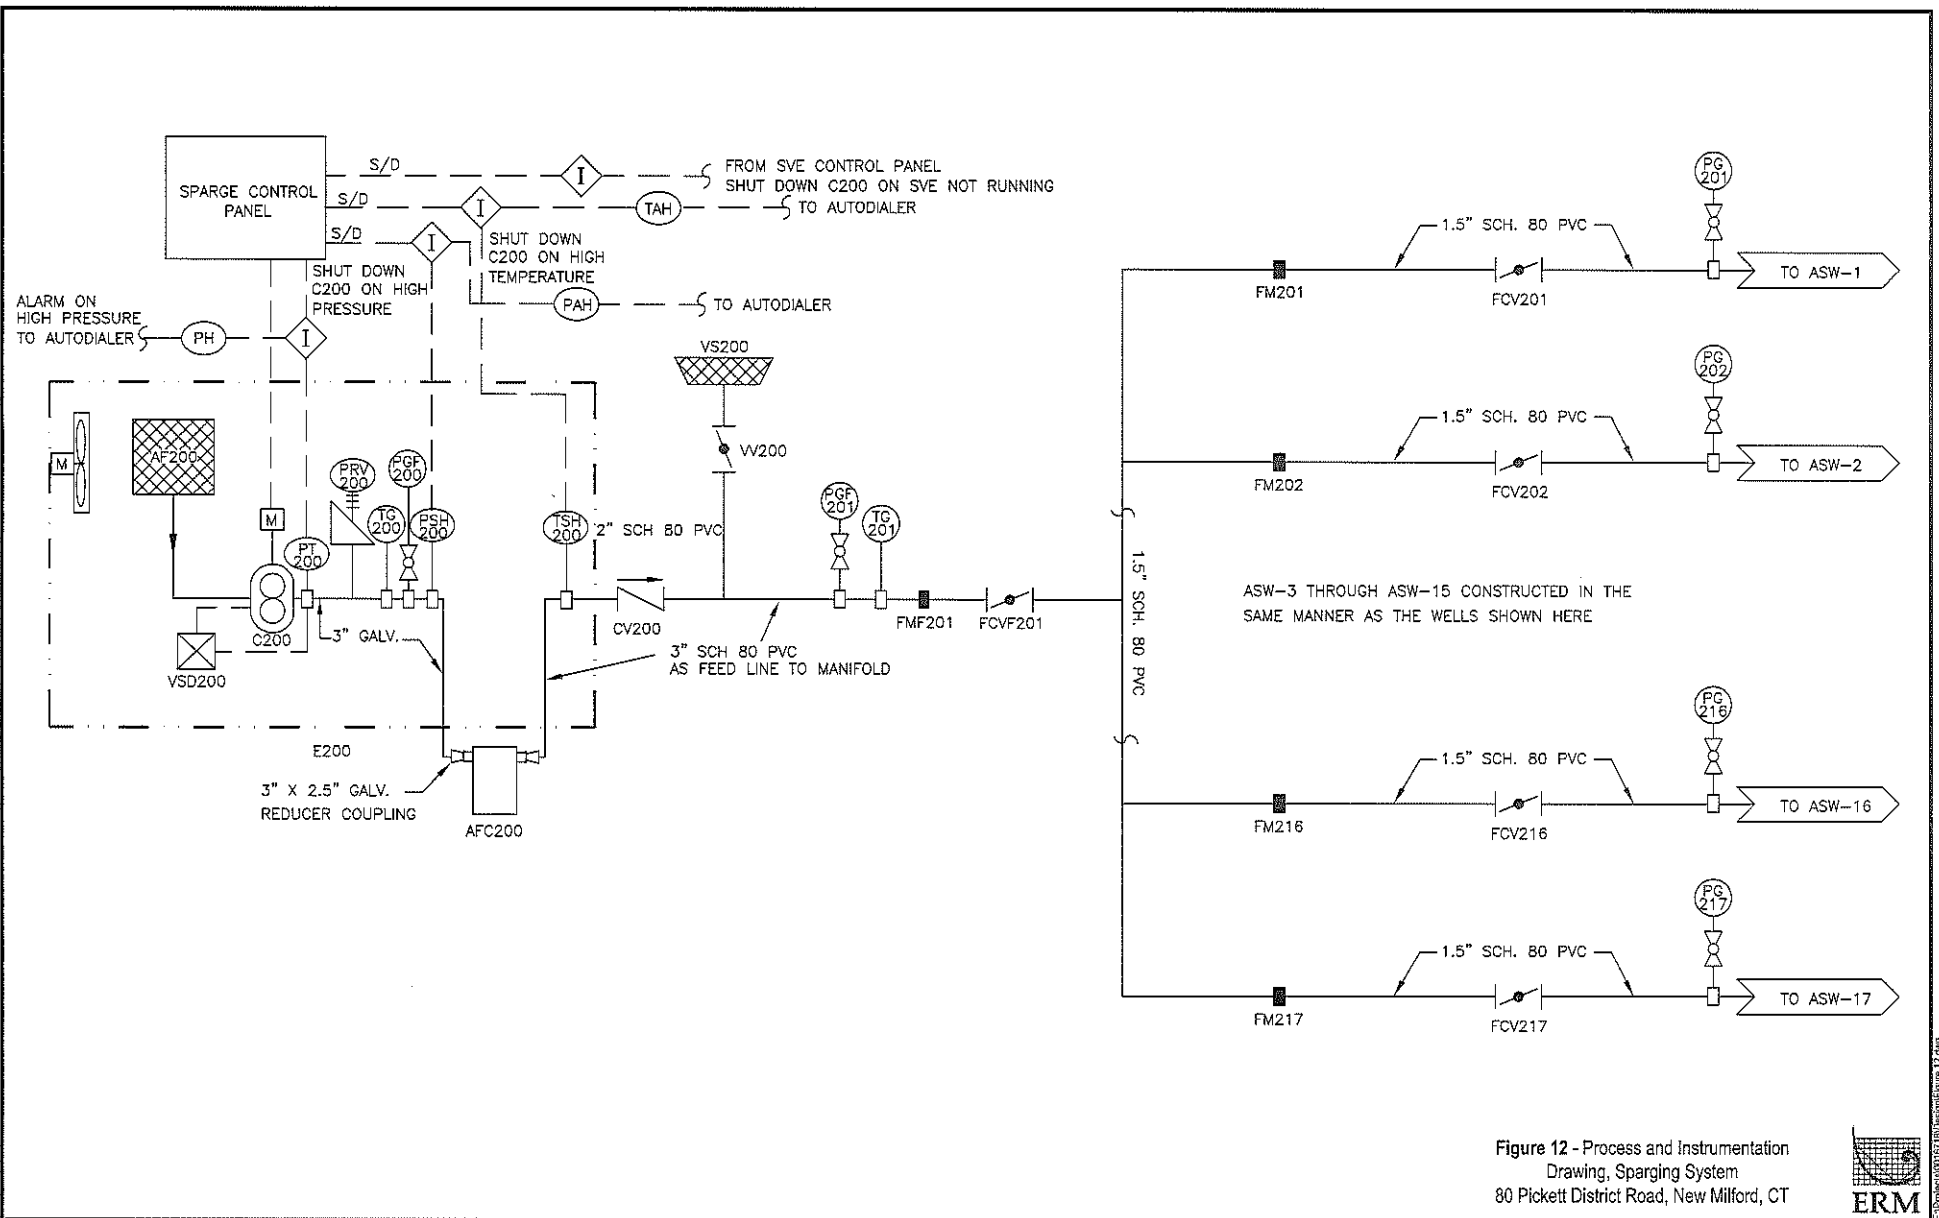 SPARGE CONTROL
PANEL
S/D
S/D
S/D
I
I
I
I
FROM SVE CONTROL PANEL
SHUT DOWN C200 ON SVE NOT RUNNING
TAH
TO AUTODIALER
SHUT DOWN
C200 ON HIGH
TEMPERATURE
SHUT DOWN
C200 ON HIGH
PRESSURE
PAH
TO AUTODIALER
ALARM ON
HIGH PRESSURE
TO AUTODIALER
PH
VS200
VV200
M
AF200
M
PT
200
PRV
200
TG
200
PGF
200
PSH
200
TSH
200
2" SCH 80 PVC
C200
VSD200
3" GALV.
CV200
3" SCH 80 PVC
AS FEED LINE TO MANIFOLD
PGF
201
TG
201
FMF201
FCVF201
E200
3" X 2.5" GALV.
REDUCER COUPLING
AFC200
1.5" SCH. 80 PVC
PG
201
1.5" SCH. 80 PVC
FM201
FCV201
TO ASW-1
PG
202
1.5" SCH. 80 PVC
FM202
FCV202
TO ASW-2
ASW-3 THROUGH ASW-15 CONSTRUCTED IN THE
SAME MANNER AS THE WELLS SHOWN HERE
PG
216
1.5" SCH. 80 PVC
FM216
FCV216
TO ASW-16
PG
217
1.5" SCH. 80 PVC
FM217
FCV217
TO ASW-17
Figure 12 - Process and Instrumentation
Drawing, Sparging System
80 Pickett District Road, New Milford, CT
ERM